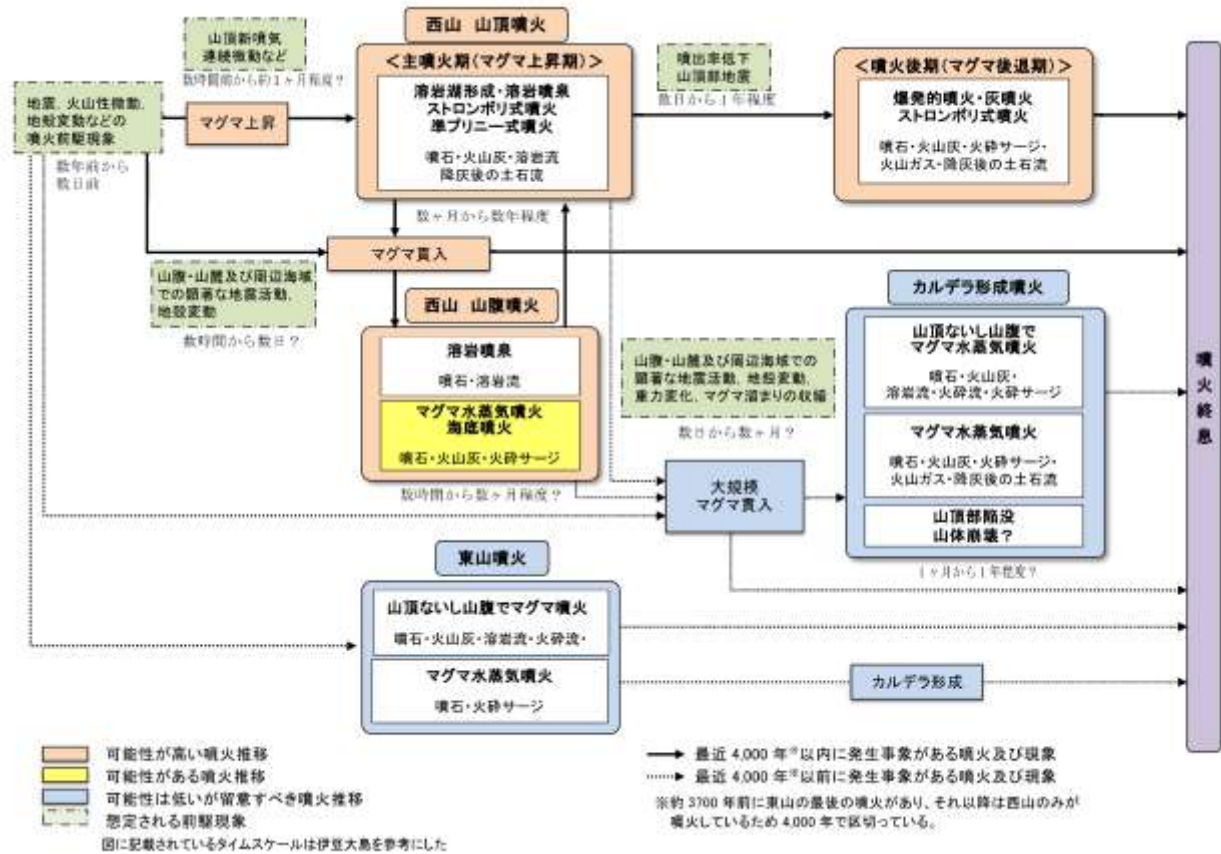 西山 山頂噴火
山頂新噴気
連続微動など
数時間前から前1ヶ月程度？
＜主噴火期(マグマ上昇期)＞
溶岩湖形成・溶岩噴泉
ストロンボリ式噴火
準プリニー式噴火
噴石・火山灰・溶岩流
降灰後の土石流
噴出率低下
山頂部地震
数日から1年程度
＜噴火後期(マグマ後退期)＞
爆発的噴火・灰噴火
ストロンボリ式噴火
噴石・火山灰・火砕サージ・
火山ガス・降灰後の土石流
地震、火山性微動、
地殻変動などの
噴火前駆現象
数年前から
数日前
マグマ上昇
数ヶ月から数年程度
マグマ貫入
山腹・山麓及び周辺海域
での顕著な地震活動、
地殻変動
数時間から数日？
西山 山腹噴火
溶岩噴泉
噴石・溶岩流
マグマ水蒸気噴火
海底噴火
噴石・火山灰・火砕サージ
数時間から数ヶ月程度？
山腹・山麓及び周辺海域での
顕著な地震活動、地殻変動、
重力変化、マグマ溜まりの収縮
数日から数ヶ月？
大規模
マグマ貫入
カルデラ形成噴火
山頂ないし山腹で
マグマ水蒸気噴火
噴石・火山灰・
溶岩流・火砕流・火砕サージ
マグマ水蒸気噴火
噴石・火山灰・火砕サージ・
火山ガス・降灰後の土石流
山頂部陥没
山体崩壊？
1ヶ月から1年程度？
噴火終息
東山噴火
山頂ないし山腹でマグマ噴火
噴石・火山灰・溶岩流・火砕流・
マグマ水蒸気噴火
噴石・火砕サージ
カルデラ形成
可能性が高い噴火推移
可能性がある噴火推移
可能性は低いが留意すべき噴火推移
想定される前駆現象
図に記載されているタイムスケールは伊豆大島を参考にした
最近 4,000 年※以内に発生事象がある噴火及び現象
最近 4,000 年※以前に発生事象がある噴火及び現象
※約 3700 年前に東山の最後の噴火があり、それ以降は西山のみが
噴火しているため 4,000 年で区切っている。